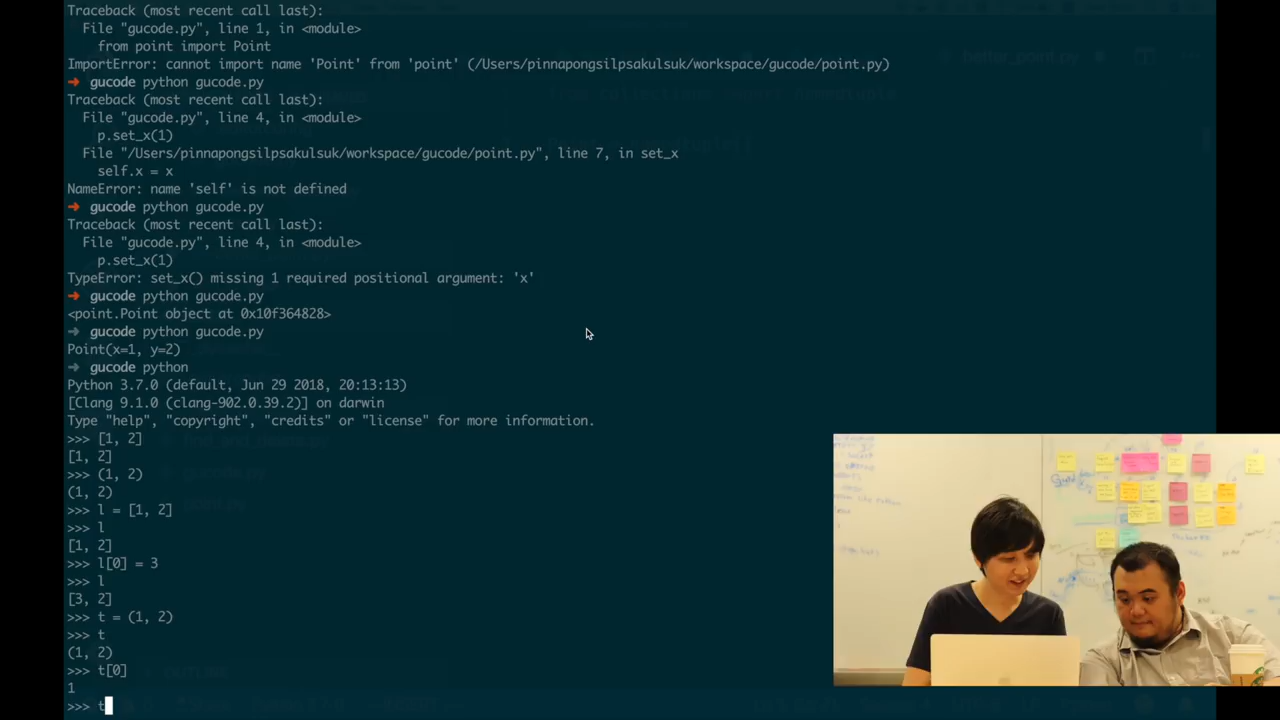 Traceback (most recent call last):
  File "gucode.py", line 1, in <module>
    from point import Point
ImportError: cannot import name 'Point' from 'point' (/Users/pinnapongsilpsakulsuk/workspace/gucode/point.py)
➜  gucode python gucode.py
Traceback (most recent call last):
  File "gucode.py", line 4, in <module>
    p.set_x(1)
  File "/Users/pinnapongsilpsakulsuk/workspace/gucode/point.py", line 7, in set_x
    self.x = x
NameError: name 'self' is not defined
➜  gucode python gucode.py
Traceback (most recent call last):
  File "gucode.py", line 4, in <module>
    p.set_x(1)
TypeError: set_x() missing 1 required positional argument: 'x'
➜  gucode python gucode.py
<point.Point object at 0x10f364828>
➜  gucode python gucode.py
Point(x=1, y=2)
➜  gucode python
Python 3.7.0 (default, Jun 29 2018, 20:13:13)
[Clang 9.1.0 (clang-902.0.39.2)] on darwin
Type "help", "copyright", "credits" or "license" for more information.
>>> [1, 2]
[1, 2]
>>> (1, 2)
(1, 2)
>>> l = [1, 2]
>>> l
[1, 2]
>>> l[0] = 3
>>> l
[3, 2]
>>> t = (1, 2)
>>> t
(1, 2)
>>> t[0]
1
>>> t